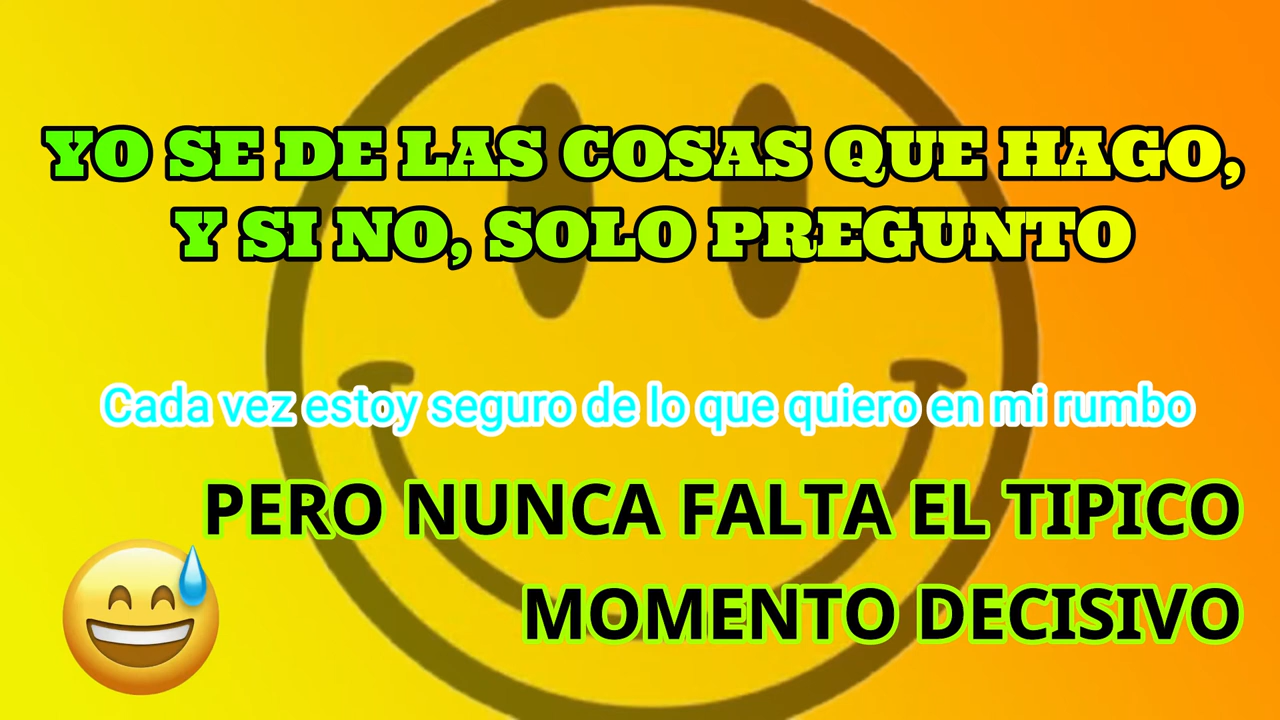 YO SE DE LAS COSAS QUE HAGO,
Y SI NO, SOLO PREGUNTO
Cada vez estoy seguro de lo que quiero en mi rumbo
PERO NUNCA FALTA EL TIPICO
MOMENTO DECISIVO